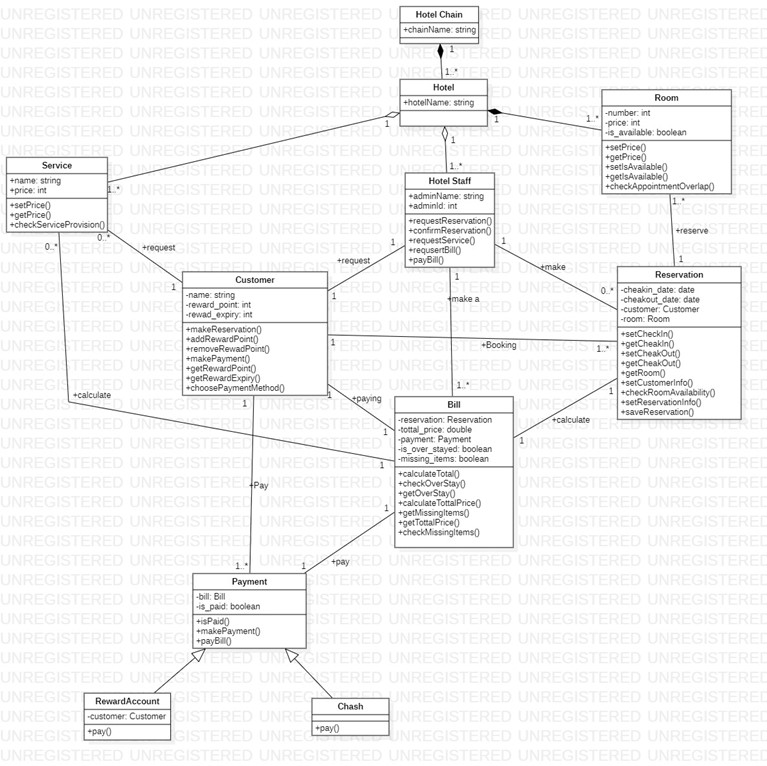 Hotel Chain
+chainName: string
1
1..*
Hotel
+hotelName: string
1
1
1..*
1
1..*
Room
-number: int
-price: int
-is_available: boolean
+setPrice()
+getPrice()
+setIsAvailable()
+getIsAvailable()
+checkAppointmentOverlap()
1..*
+reserve
1
Service
+name: string
+price: int
+setPrice()
+getPrice()
+checkServiceProvision()
1..*
0..*
0..*
+request
1
Hotel Staff
+adminName: string
+adminId: int
+requestReservation()
+confirmReservation()
+requestService()
+requsertBill()
+payBill()
1
+request
1
1
+make
0..*
1
+make a
1..*
Customer
-name: string
-reward_point: int
-rewad_expiry: int
+makeReservation()
+addRewardPoint()
+removeRewadPoint()
+makePayment()
+getRewardPoint()
+getRewardExpiry()
+choosePaymentMethod()
1
+Booking
1..*
1
+paying
1
Reservation
-cheakin_date: date
-cheakout_date: date
-customer: Customer
-room: Room
+setCheckIn()
+getCheakIn()
+setCheakOut()
+getCheakOut()
+getRoom()
+setCustomerInfo()
+checkRoomAvailability()
+setReservationInfo()
+saveReservation()
1
+calculate
1
+calculate
1
Bill
-reservation: Reservation
-tottal_price: double
-payment: Payment
-is_over_stayed: boolean
-missing_items: boolean
+calculateTotal()
+checkOverStay()
+getOverStay()
+calculateTottalPrice()
+getMissingItems()
+getTottalPrice()
+checkMissingItems()
1
+Pay
1..*
1
+pay
1
Payment
-bill: Bill
-is_paid: boolean
+isPaid()
+makePayment()
+payBill()
RewardAccount
-customer: Customer
+pay()
Chash
+pay()